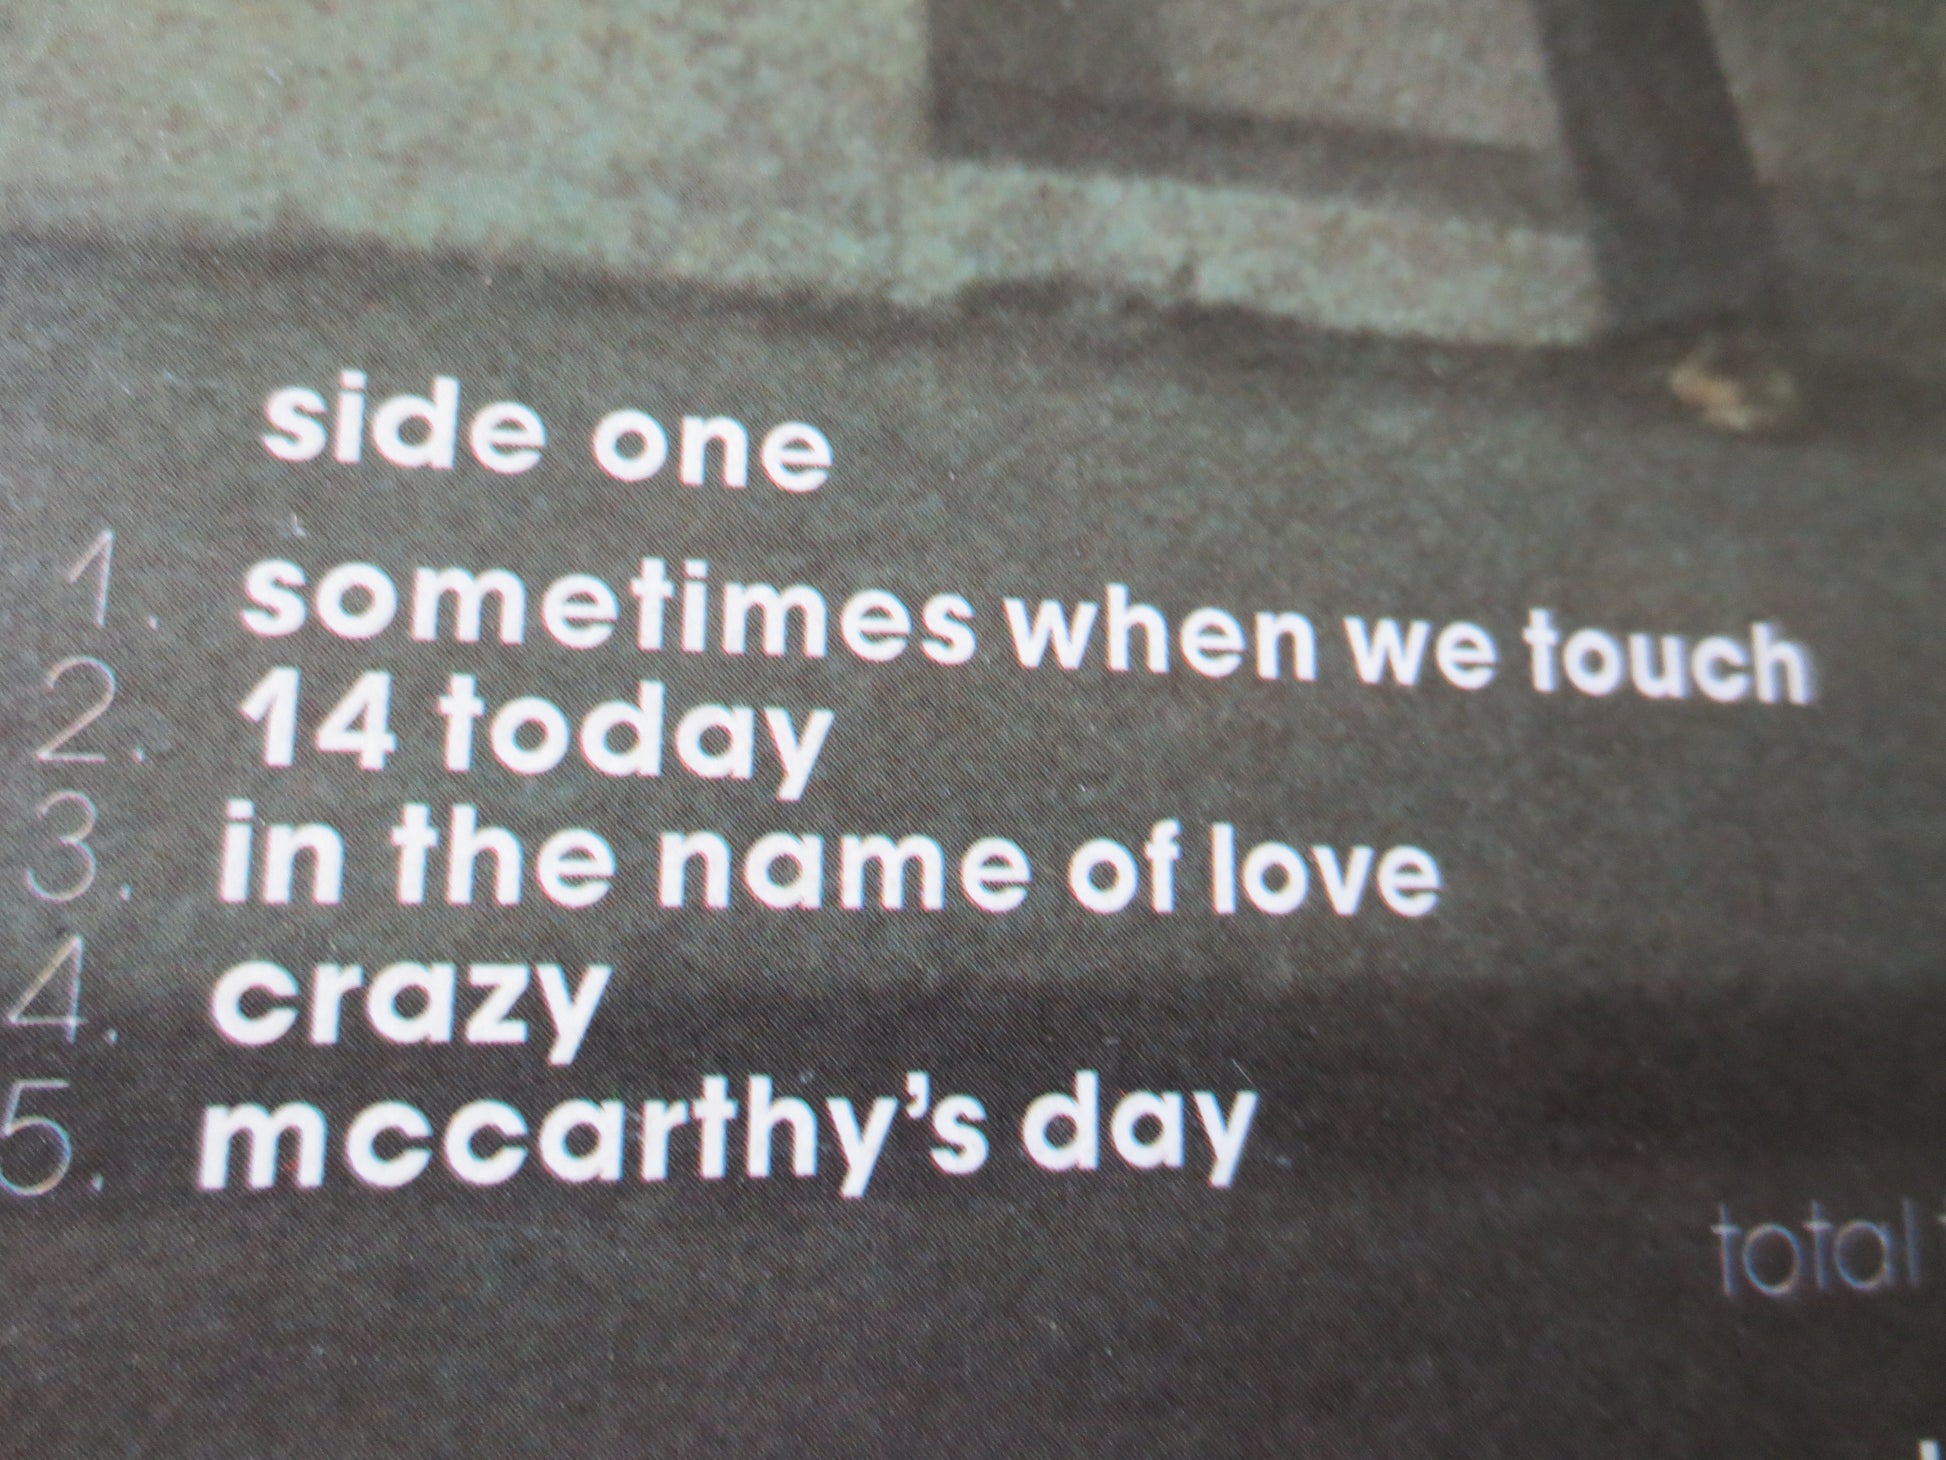 side one
1. sometimes when we touch
2. 14 today
3. in the name of love
4. crazy
5. mccarthy's day
total